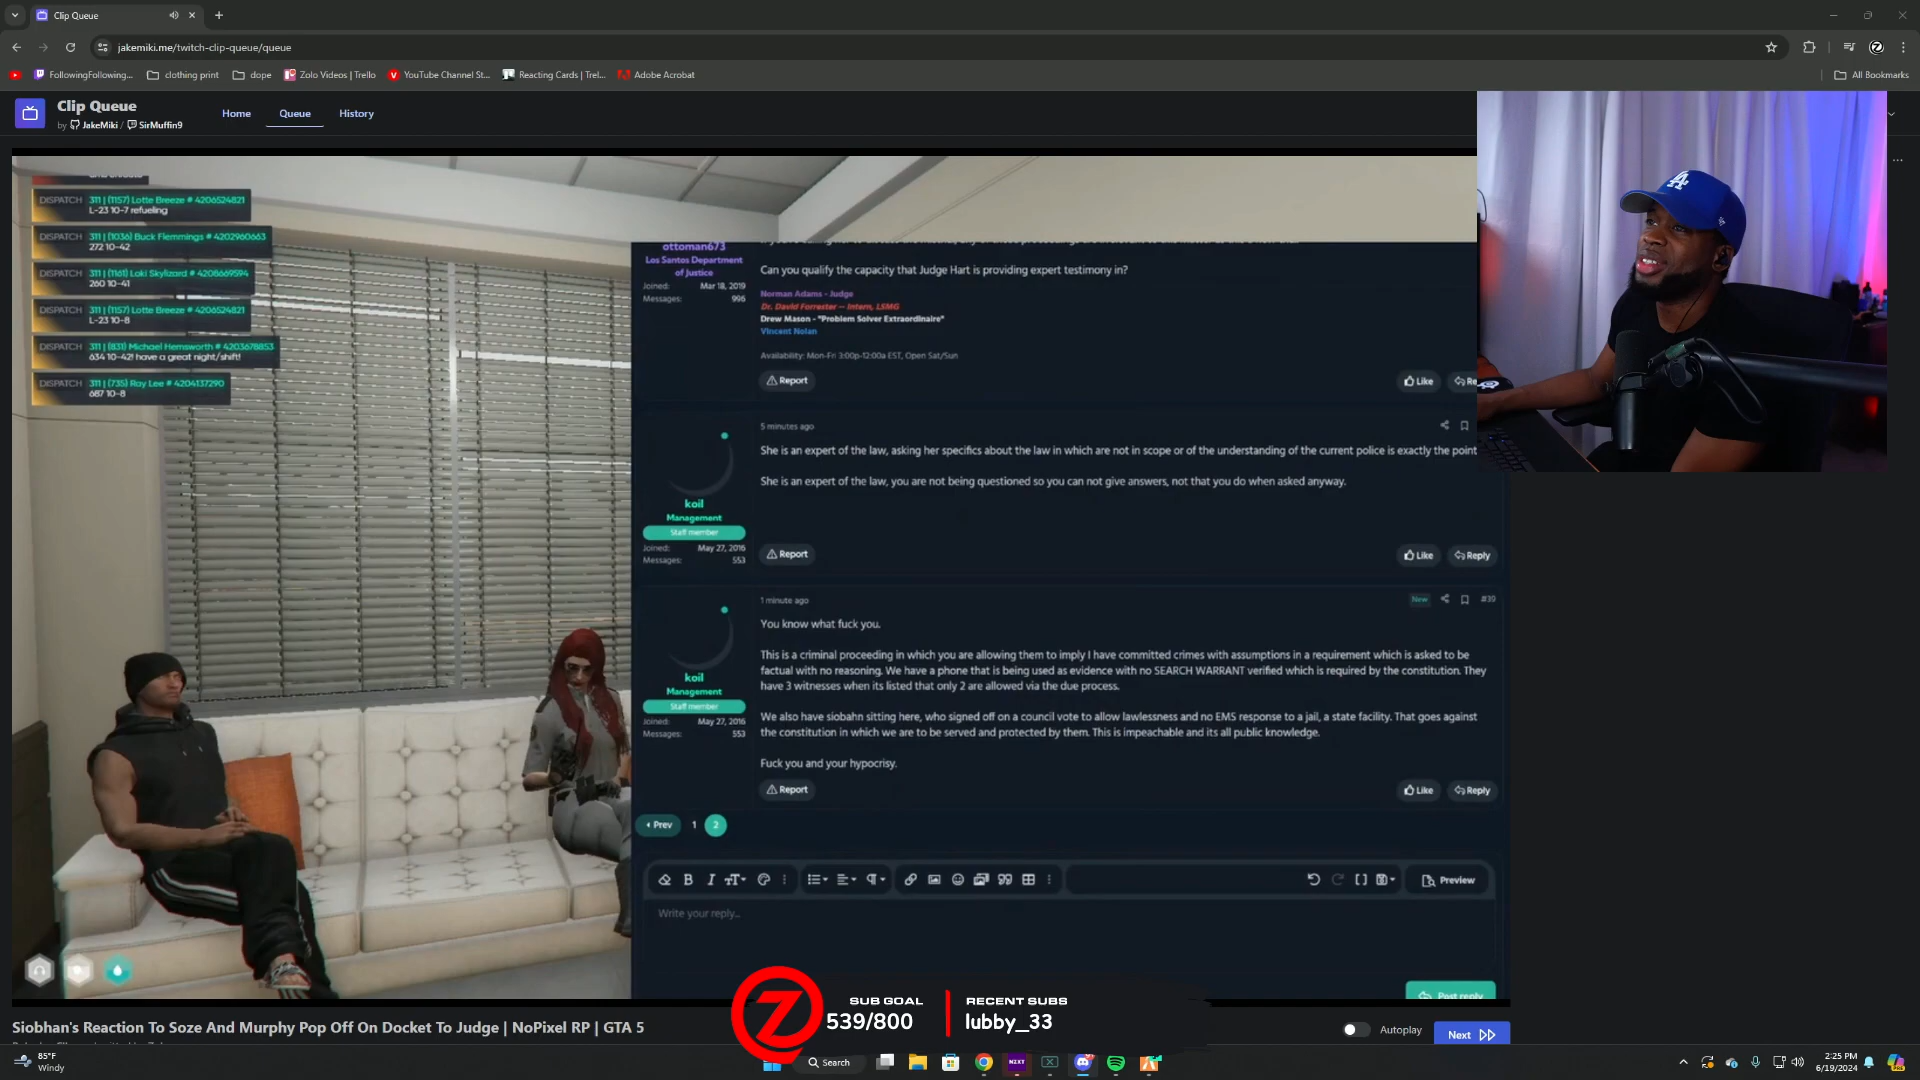 Clip Queue
jakemiki.me/twitch-clip-queue/queue
FollowingFollowing...
clothing print
dope
Zolo Videos | Trello
YouTube Channel St...
Reacting Cards | Trel...
Adobe Acrobat
All Bookmarks
Clip Queue
by JakeMiki / SirMuffin9
Home
Queue
History
DISPATCH 311 | (1157) Lotte Breeze # 4206524821
L-23 10-7 refueling
DISPATCH 311 | (1036) Buck Flemmings # 4202960663
272 10-42
DISPATCH 311 | (1161) Loki Skylizard # 4208669594
260 10-41
DISPATCH 311 | (1157) Lotte Breeze # 4206524821
L-23 10-8
DISPATCH 311 | (831) Michael Hemsworth # 4203678853
634 10-42! have a great night/shift!
DISPATCH 311 | (735) Ray Lee # 4204137290
687 10-8
ottoman673
Los Santos Department
of Justice
Joined: Mar 18, 2019
Messages: 996
Can you qualify the capacity that Judge Hart is providing expert testimony in?
Norman Adams - Judge
Dr. David Forrester -- Intern, LSMG
Drew Mason - "Problem Solver Extraordinaire"
Vincent Nolan
Availability: Mon-Fri 3:00p-12:00a EST, Open Sat/Sun
Report
Like
Re
5 minutes ago
She is an expert of the law, asking her specifics about the law in which are not in scope or of the understanding of the current police is exactly the point
She is an expert of the law, you are not being questioned so you can not give answers, not that you do when asked anyway.
koil
Management
Staff member
Joined: May 27, 2016
Messages: 553
Report
Like
Reply
1 minute ago
New
#39
You know what fuck you.
This is a criminal proceeding in which you are allowing them to imply I have committed crimes with assumptions in a requirement which is asked to be
factual with no reasoning. We have a phone that is being used as evidence with no SEARCH WARRANT verified which is required by the constitution. They
have 3 witnesses when its listed that only 2 are allowed via the due process.
We also have siobahn sitting here, who signed off on a council vote to allow lawlessness and no EMS response to a jail, a state facility. That goes against
the constitution in which we are to be served and protected by them. This is impeachable and its all public knowledge.
Fuck you and your hypocrisy.
koil
Management
Staff member
Joined: May 27, 2016
Messages: 553
Report
Like
Reply
Prev
1
2
Preview
Write your reply...
Post reply
SUB GOAL
539/800
RECENT SUBS
lubby_33
Siobhan's Reaction To Soze And Murphy Pop Off On Docket To Judge | NoPixel RP | GTA 5
Autoplay
Next
85°F
Windy
Search
2:25 PM
6/19/2024